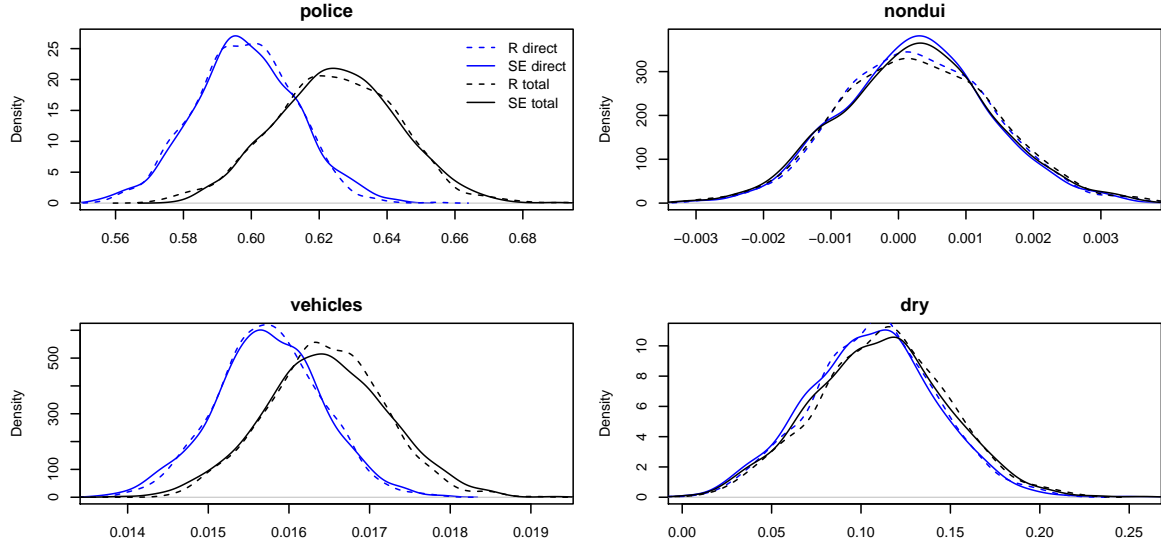 police
Density
0 5 10 15 20 25
0.56 0.58 0.60 0.62 0.64 0.66 0.68
R direct
SE direct
R total
SE total
nondui
Density
0 100 200 300
−0.003 −0.002 −0.001 0.000 0.001 0.002 0.003
vehicles
Density
0 100 300 500
0.014 0.015 0.016 0.017 0.018 0.019
dry
Density
0 2 4 6 8 10
0.00 0.05 0.10 0.15 0.20 0.25